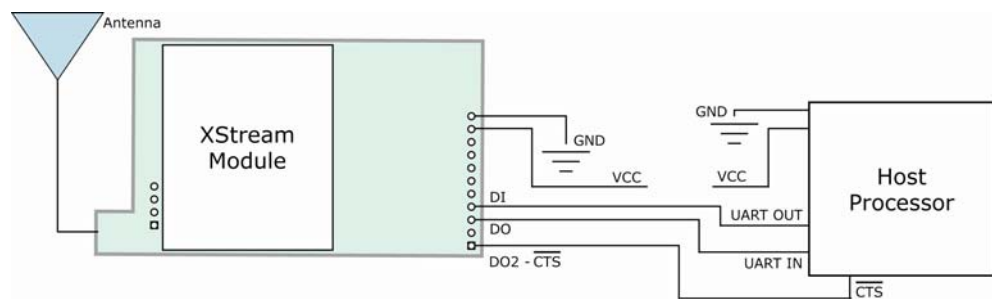 Antenna
XStream
Module
GND
VCC
DI
DO
DO2 - CTS
GND
VCC
UART OUT
UART IN
CTS
Host
Processor